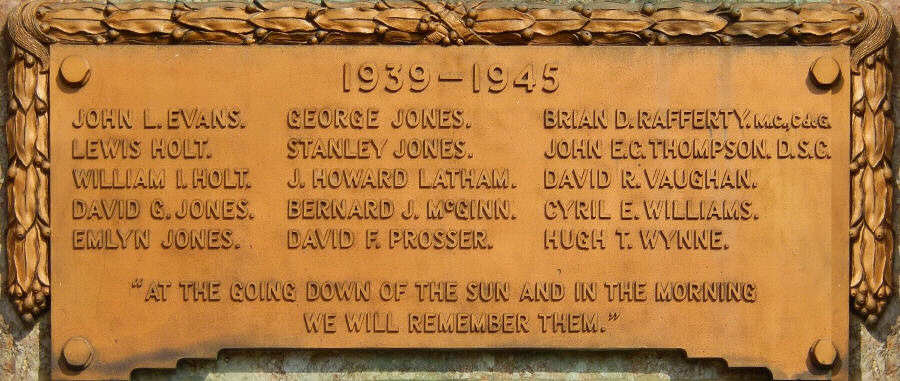 1939-1945
JOHN L. EVANS.
LEWIS HOLT.
WILLIAM I. HOLT.
DAVID G. JONES.
EMLYN JONES.
GEORGE JONES.
STANLEY JONES.
J. HOWARD LATHAM.
BERNARD J. McGINN.
DAVID F. PROSSER.
BRIAN D. RAFFERTY. M.C., C.d.G.
JOHN E.C. THOMPSON. D.S.C.
DAVID R. VAUGHAN.
CYRIL E. WILLIAMS.
HUGH T. WYNNE.
"AT THE GOING DOWN OF THE SUN AND IN THE MORNING
WE WILL REMEMBER THEM."